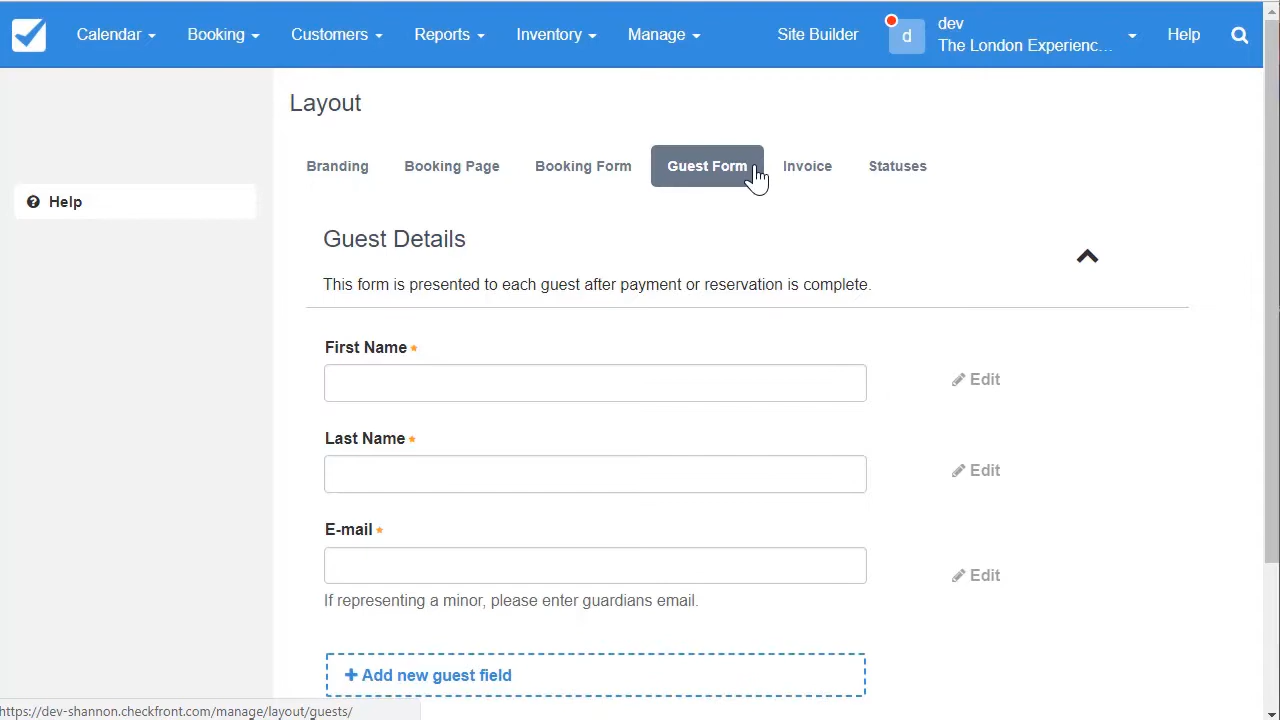 Calendar Booking Customers Reports Inventory Manage Site Builder d dev Help
The London Experienc...
Layout
Branding Booking Page Booking Form Guest Form Invoice Statuses
Help
Guest Details
This form is presented to each guest after payment or reservation is complete.
First Name
Edit
Last Name
Edit
E-mail
Edit
If representing a minor, please enter guardians email.
+ Add new guest field
https://dev-shannon.checkfront.com/manage/layout/guests/